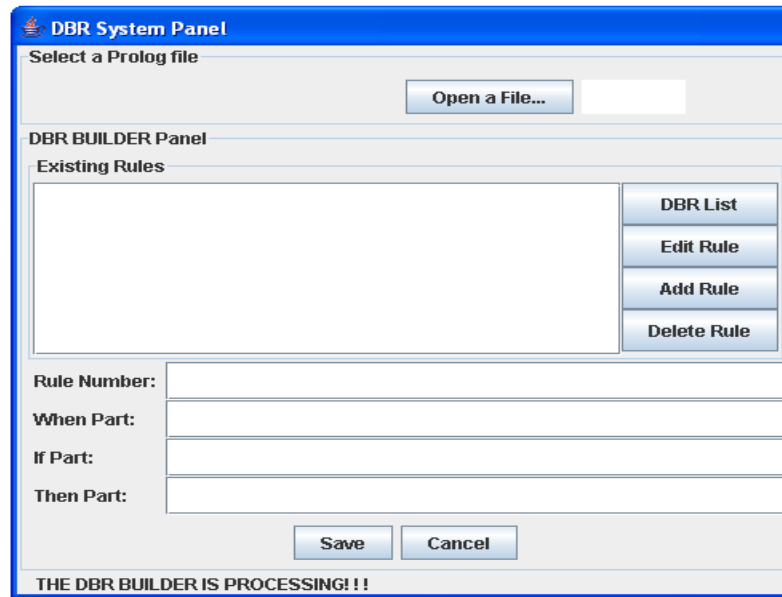 DBR System Panel
Select a Prolog file
Open a File...
DBR BUILDER Panel
Existing Rules
DBR List
Edit Rule
Add Rule
Delete Rule
Rule Number:
When Part:
If Part:
Then Part:
Save Cancel
THE DBR BUILDER IS PROCESSING!!!